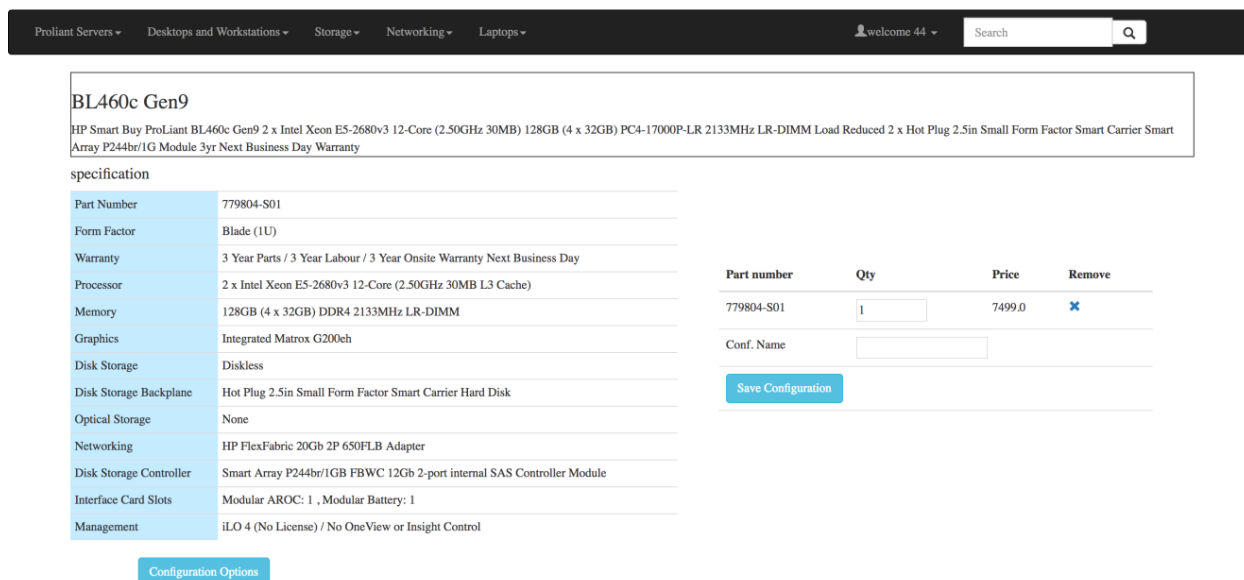 Proliant Servers Desktops and Workstations Storage Networking Laptops welcome 44 Search
BL460c Gen9
HP Smart Buy ProLiant BL460c Gen9 2 x Intel Xeon E5-2680v3 12-Core (2.50GHz 30MB) 128GB (4 x 32GB) PC4-17000P-LR 2133MHz LR-DIMM Load Reduced 2 x Hot Plug 2.5in Small Form Factor Smart Carrier Smart
Array P244br/1G Module 3yr Next Business Day Warranty
specification
Part Number 779804-S01
Form Factor Blade (1U)
Warranty 3 Year Parts / 3 Year Labour / 3 Year Onsite Warranty Next Business Day
Processor 2 x Intel Xeon E5-2680v3 12-Core (2.50GHz 30MB L3 Cache)
Memory 128GB (4 x 32GB) DDR4 2133MHz LR-DIMM
Graphics Integrated Matrox G200eh
Disk Storage Diskless
Disk Storage Backplane Hot Plug 2.5in Small Form Factor Smart Carrier Hard Disk
Optical Storage None
Networking HP FlexFabric 20Gb 2P 650FLB Adapter
Disk Storage Controller Smart Array P244br/1GB FBWC 12Gb 2-port internal SAS Controller Module
Interface Card Slots Modular AROC: 1 , Modular Battery: 1
Management iLO 4 (No License) / No OneView or Insight Control
Configuration Options
Part number Qty Price Remove
779804-S01 1 7499.0
Conf. Name
Save Configuration